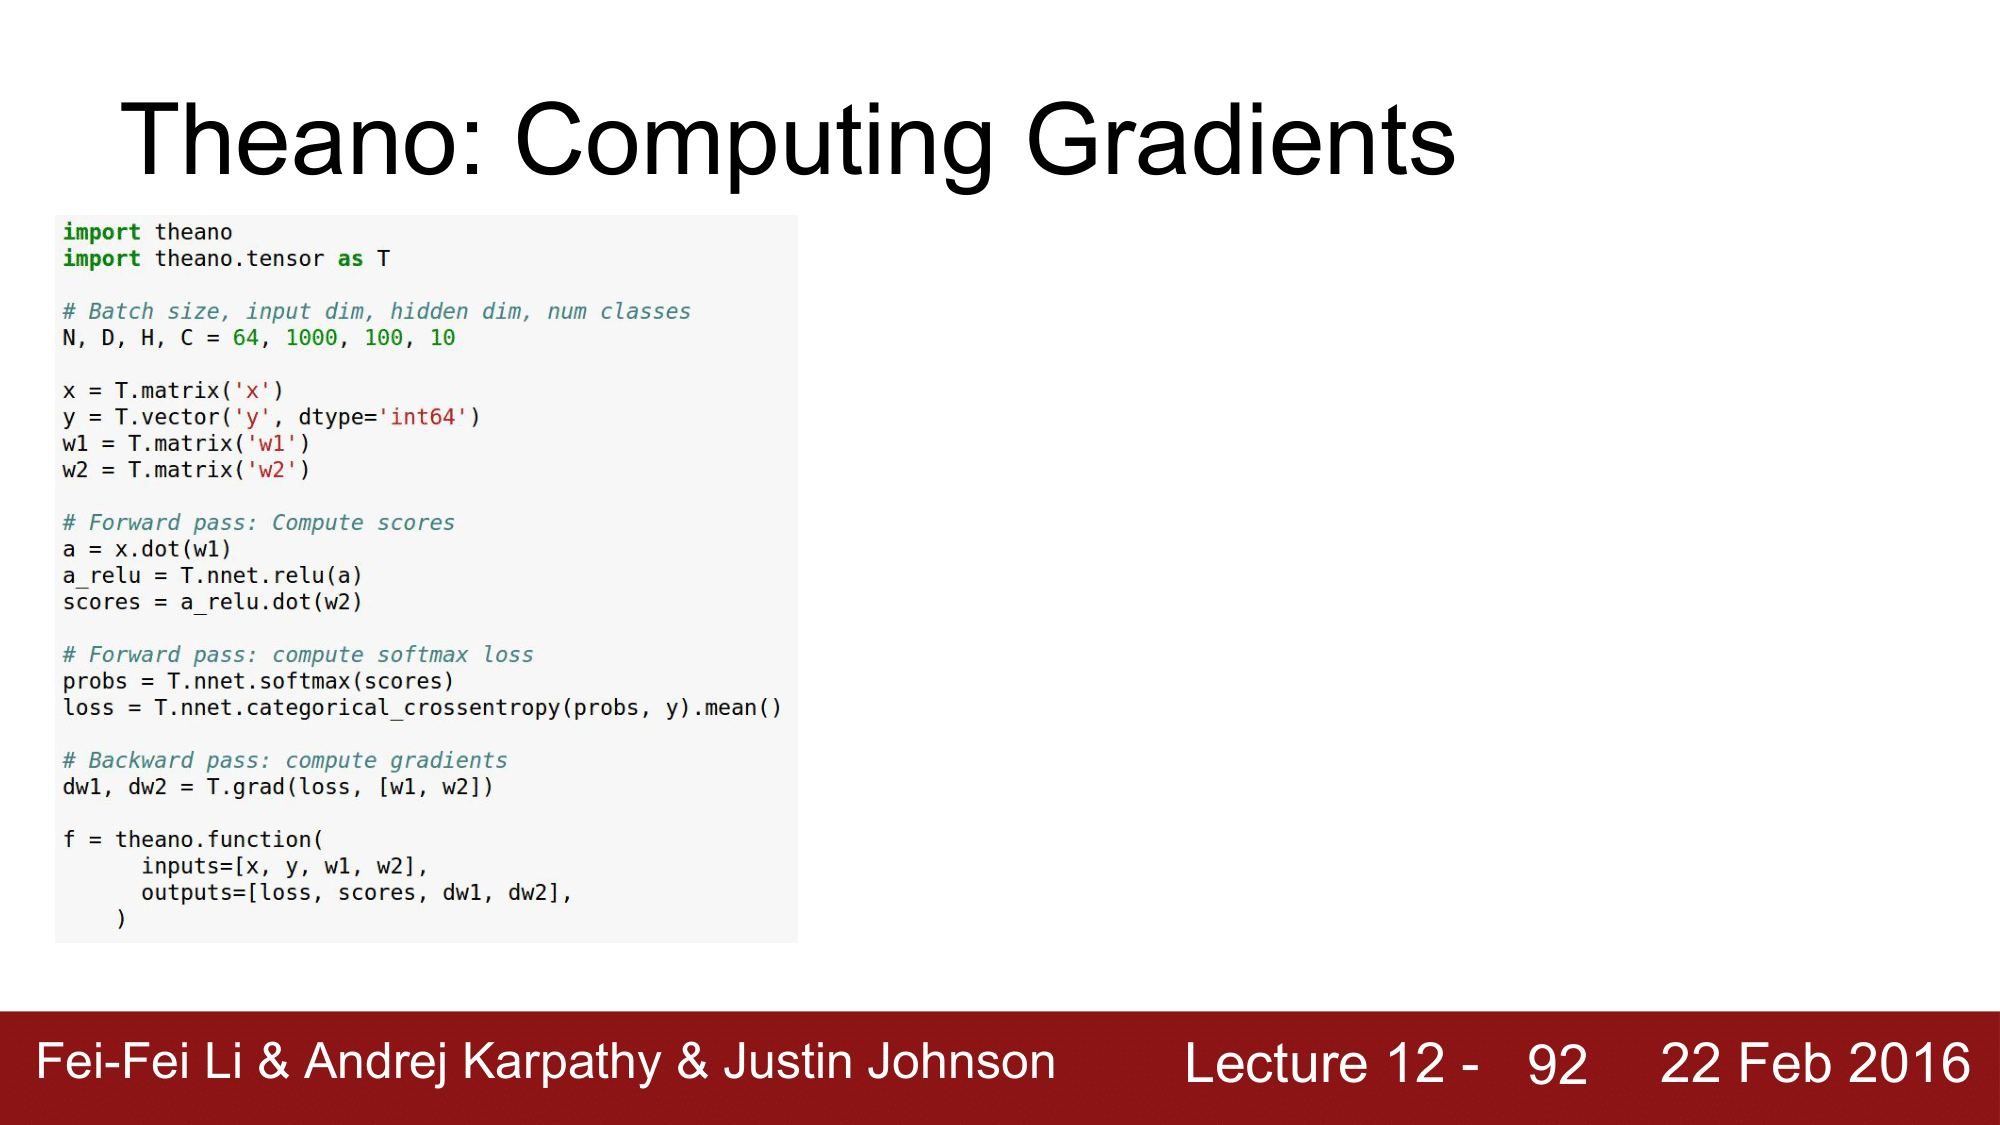 Theano: Computing Gradients
import theano
import theano.tensor as T
# Batch size, input dim, hidden dim, num classes
N, D, H, C = 64, 1000, 100, 10
x = T.matrix('x')
y = T.vector('y', dtype='int64')
w1 = T.matrix('w1')
w2 = T.matrix('w2')
# Forward pass: Compute scores
a = x.dot(w1)
a_relu = T.nnet.relu(a)
scores = a_relu.dot(w2)
# Forward pass: compute softmax loss
probs = T.nnet.softmax(scores)
loss = T.nnet.categorical_crossentropy(probs, y).mean()
# Backward pass: compute gradients
dw1, dw2 = T.grad(loss, [w1, w2])
f = theano.function(
      inputs=[x, y, w1, w2],
      outputs=[loss, scores, dw1, dw2],
    )
Fei-Fei Li & Andrej Karpathy & Justin Johnson Lecture 12 - 92 22 Feb 2016